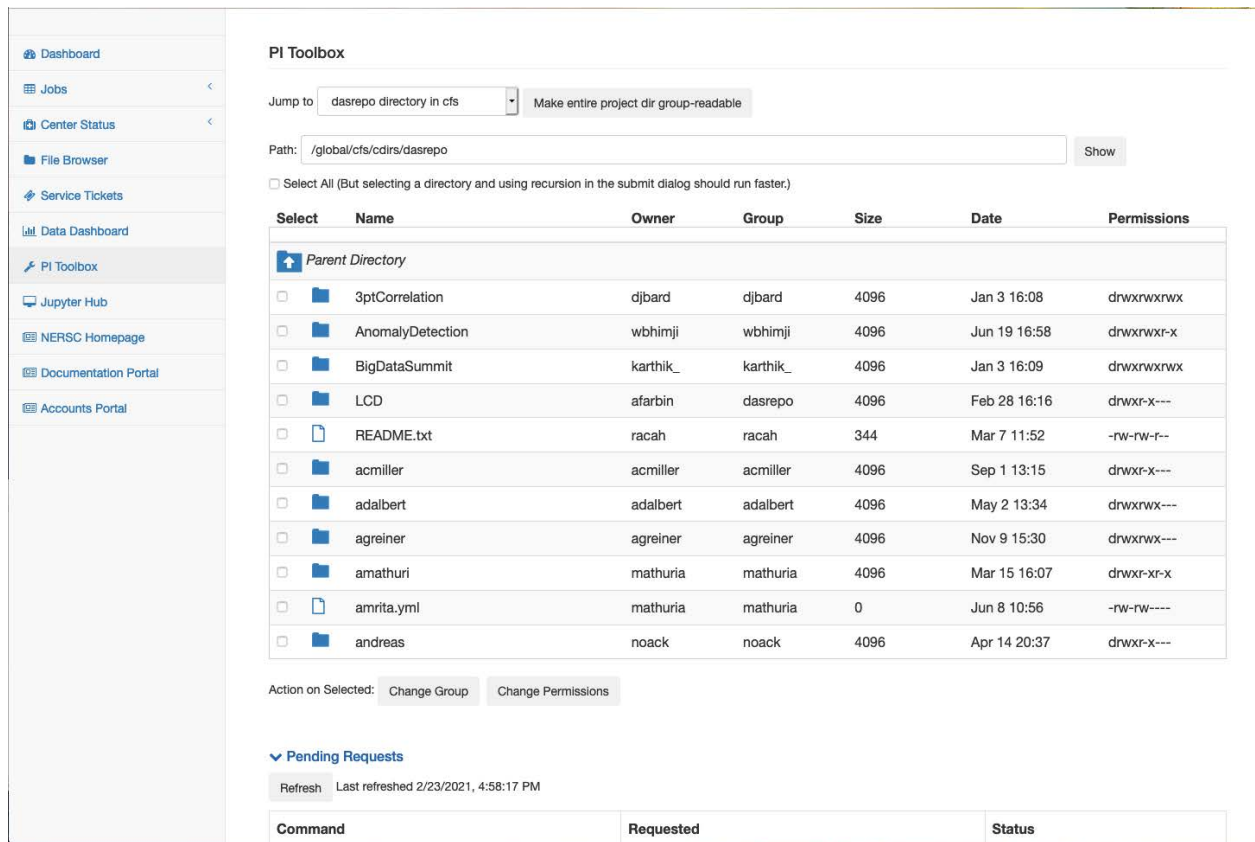 Dashboard
Jobs
Center Status
File Browser
Service Tickets
Data Dashboard
PI Toolbox
Jupyter Hub
NERSC Homepage
Documentation Portal
Accounts Portal
PI Toolbox
Jump to dasrepo directory in cfs Make entire project dir group-readable
Path: /global/cfs/cdirs/dasrepo Show
Select All (But selecting a directory and using recursion in the submit dialog should run faster.)
Select Name Owner Group Size Date Permissions
Parent Directory
3ptCorrelation djbard djbard 4096 Jan 3 16:08 drwxrwxrwx
AnomalyDetection wbhimji wbhimji 4096 Jun 19 16:58 drwxrwxr-x
BigDataSummit karthik_ karthik_ 4096 Jan 3 16:09 drwxrwxrwx
LCD afarbin dasrepo 4096 Feb 28 16:16 drwxr-x---
README.txt racah racah 344 Mar 7 11:52 -rw-rw-r--
acmiller acmiller acmiller 4096 Sep 1 13:15 drwxr-x---
adalbert adalbert adalbert 4096 May 2 13:34 drwxrwx---
agreiner agreiner agreiner 4096 Nov 9 15:30 drwxrwx---
amathuri mathuria mathuria 4096 Mar 15 16:07 drwxr-xr-x
amrita.yml mathuria mathuria 0 Jun 8 10:56 -rw-rw----
andreas noack noack 4096 Apr 14 20:37 drwxr-x---
Action on Selected: Change Group Change Permissions
Pending Requests
Refresh Last refreshed 2/23/2021, 4:58:17 PM
Command Requested Status